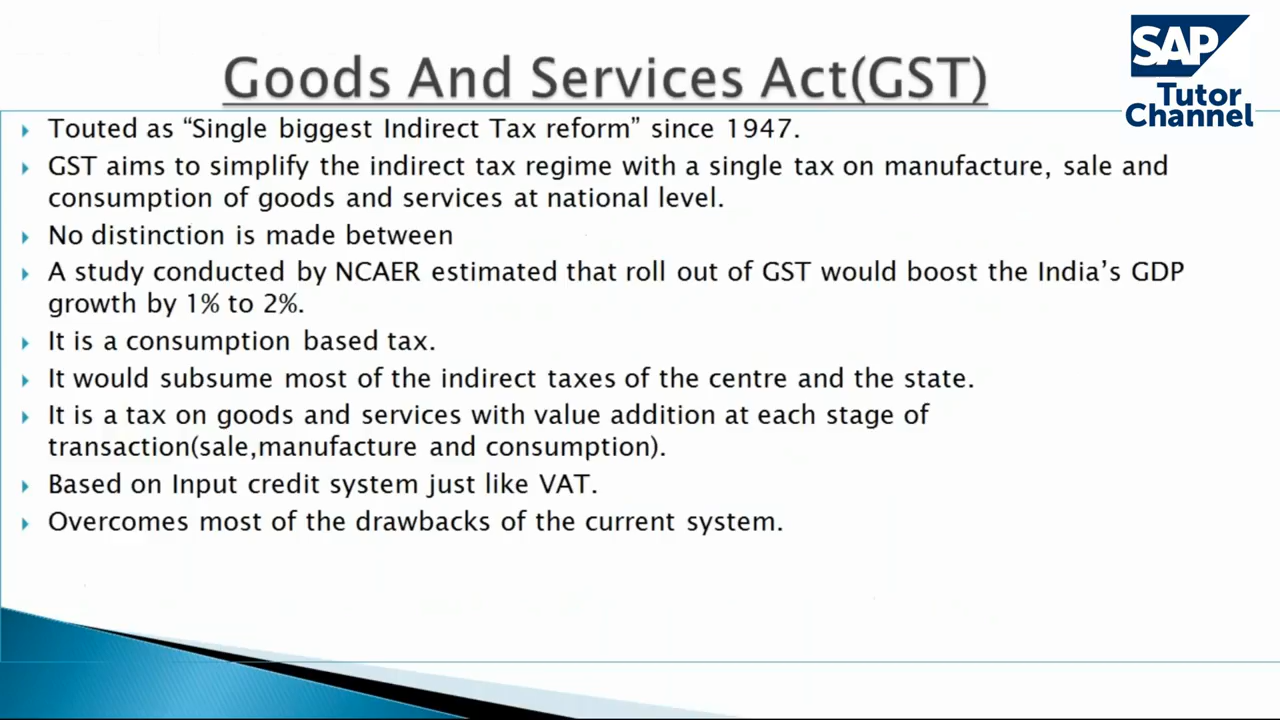 Goods And Services Act(GST)
SAP
Tutor
Channel
Touted as “Single biggest Indirect Tax reform” since 1947.
GST aims to simplify the indirect tax regime with a single tax on manufacture, sale and
consumption of goods and services at national level.
No distinction is made between
A study conducted by NCAER estimated that roll out of GST would boost the India’s GDP
growth by 1% to 2%.
It is a consumption based tax.
It would subsume most of the indirect taxes of the centre and the state.
It is a tax on goods and services with value addition at each stage of
transaction(sale,manufacture and consumption).
Based on Input credit system just like VAT.
Overcomes most of the drawbacks of the current system.